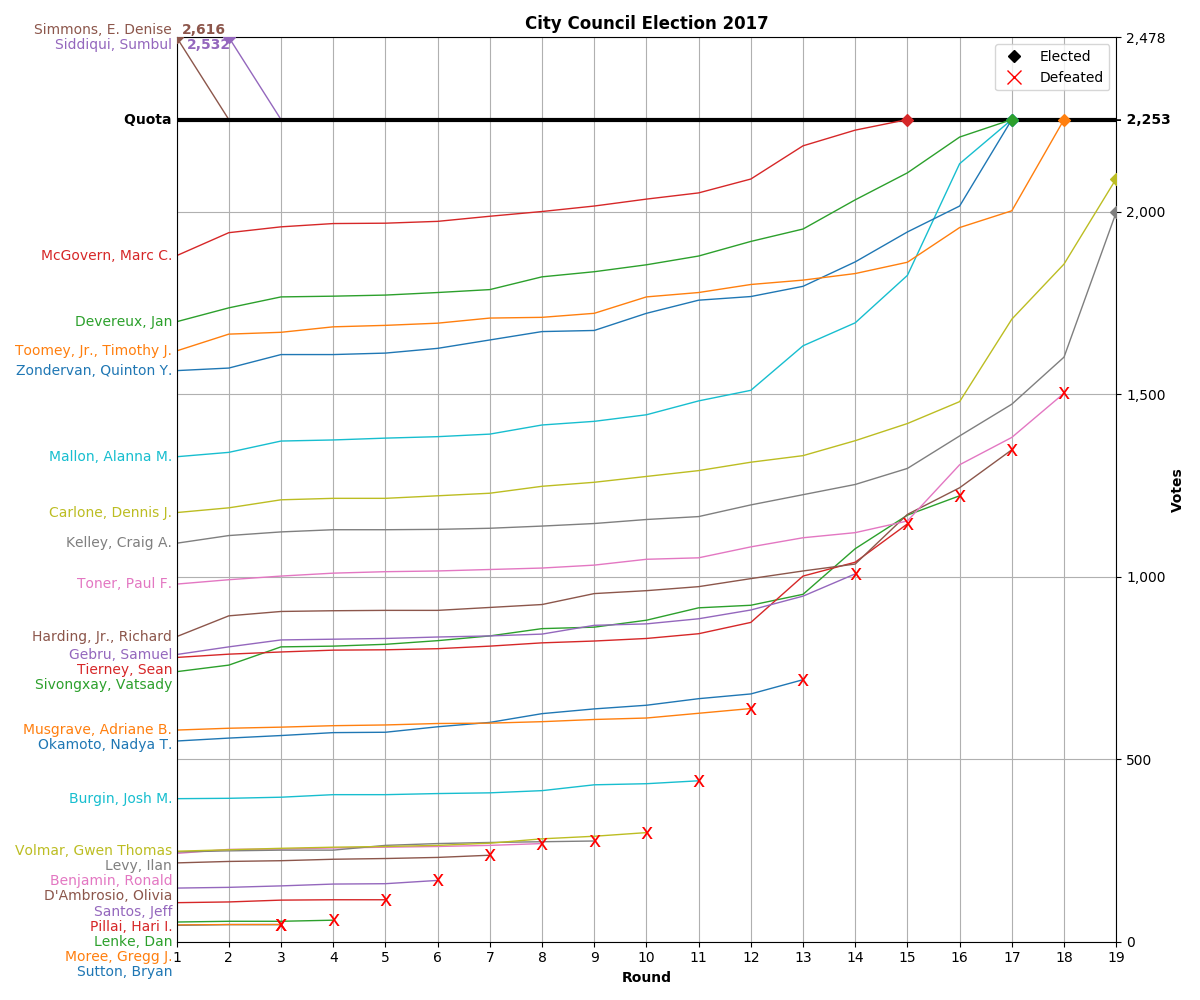 City Council Election 2017
Simmons, E. Denise 2,616
Siddiqui, Sumbul 2,532
2,478
Elected
Defeated
Quota
2,253
2,000
McGovern, Marc C.
Devereux, Jan
Toomey, Jr., Timothy J.
Zondervan, Quinton Y.
1,500
Mallon, Alanna M.
Votes
Carlone, Dennis J.
Kelley, Craig A.
1,000
Toner, Paul F.
Harding, Jr., Richard
Gebru, Samuel
Tierney, Sean
Sivongxay, Vatsady
Musgrave, Adriane B.
Okamoto, Nadya T.
500
Burgin, Josh M.
Volmar, Gwen Thomas
Levy, Ilan
Benjamin, Ronald
D'Ambrosio, Olivia
Santos, Jeff
Pillai, Hari I.
Lenke, Dan
0
Moree, Gregg J.
Sutton, Bryan
1 2 3 4 5 6 7 8 9 10 11 12 13 14 15 16 17 18 19
Round